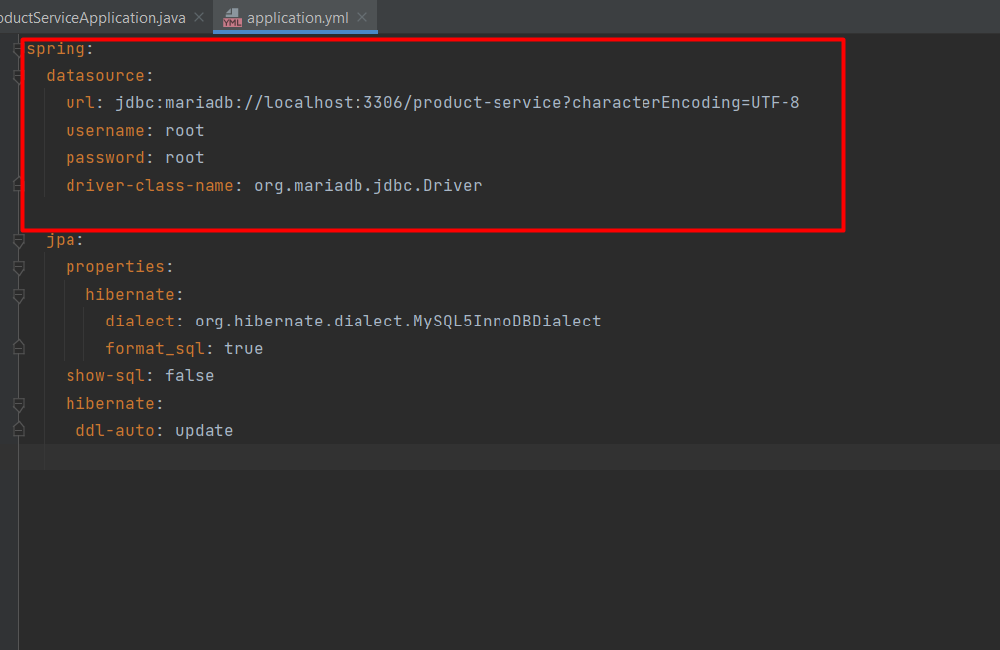 oductServiceApplication.java
YML application.yml
spring:
datasource:
url: jdbc:mariadb://localhost:3306/product-service?characterEncoding=UTF-8
username: root
password: root
driver-class-name: org.mariadb.jdbc.Driver
jpa:
properties:
hibernate:
dialect: org.hibernate.dialect.MySQL5InnoDBDialect
format_sql: true
show-sql: false
hibernate:
ddl-auto: update